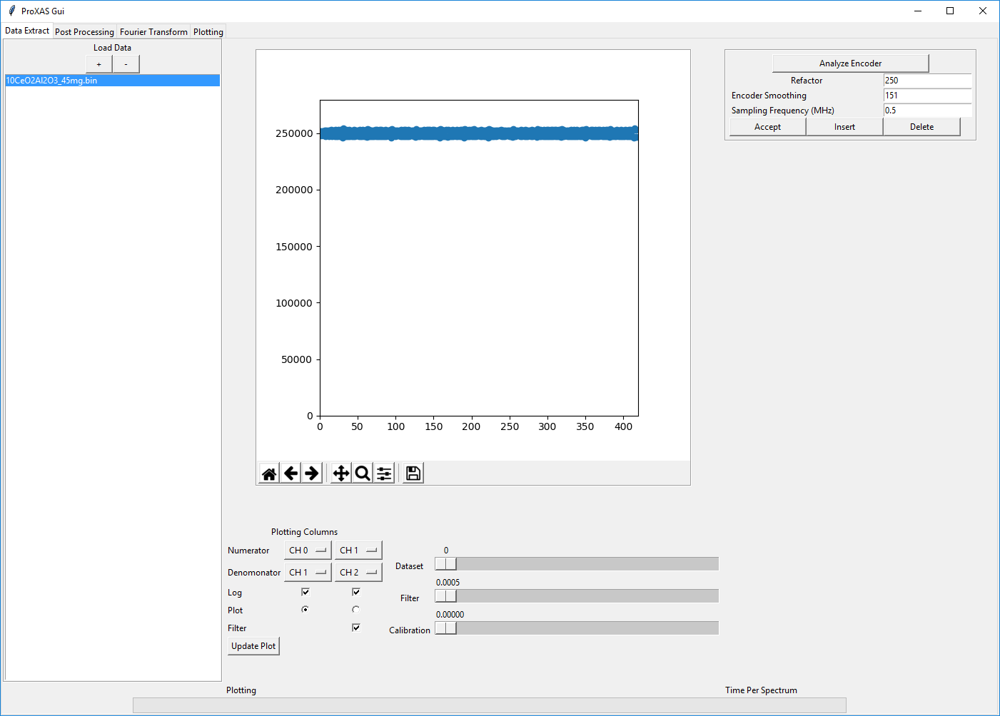 ProXAS Gui
Data Extract Post Processing Fourier Transform Plotting
Load Data
+ -
10CeO2Al2O3_45mg.bin
250000
200000
150000
100000
50000
0
0 50 100 150 200 250 300 350 400
Analyze Encoder
Refactor 250
Encoder Smoothing 151
Sampling Frequency (MHz) 0.5
Accept Insert Delete
Plotting Columns
Numerator CH 0 CH 1
Denomonator CH 1 CH 2
Log
Plot
Filter
Update Plot
0
Dataset
0.0005
Filter
0.00000
Calibration
Plotting
Time Per Spectrum